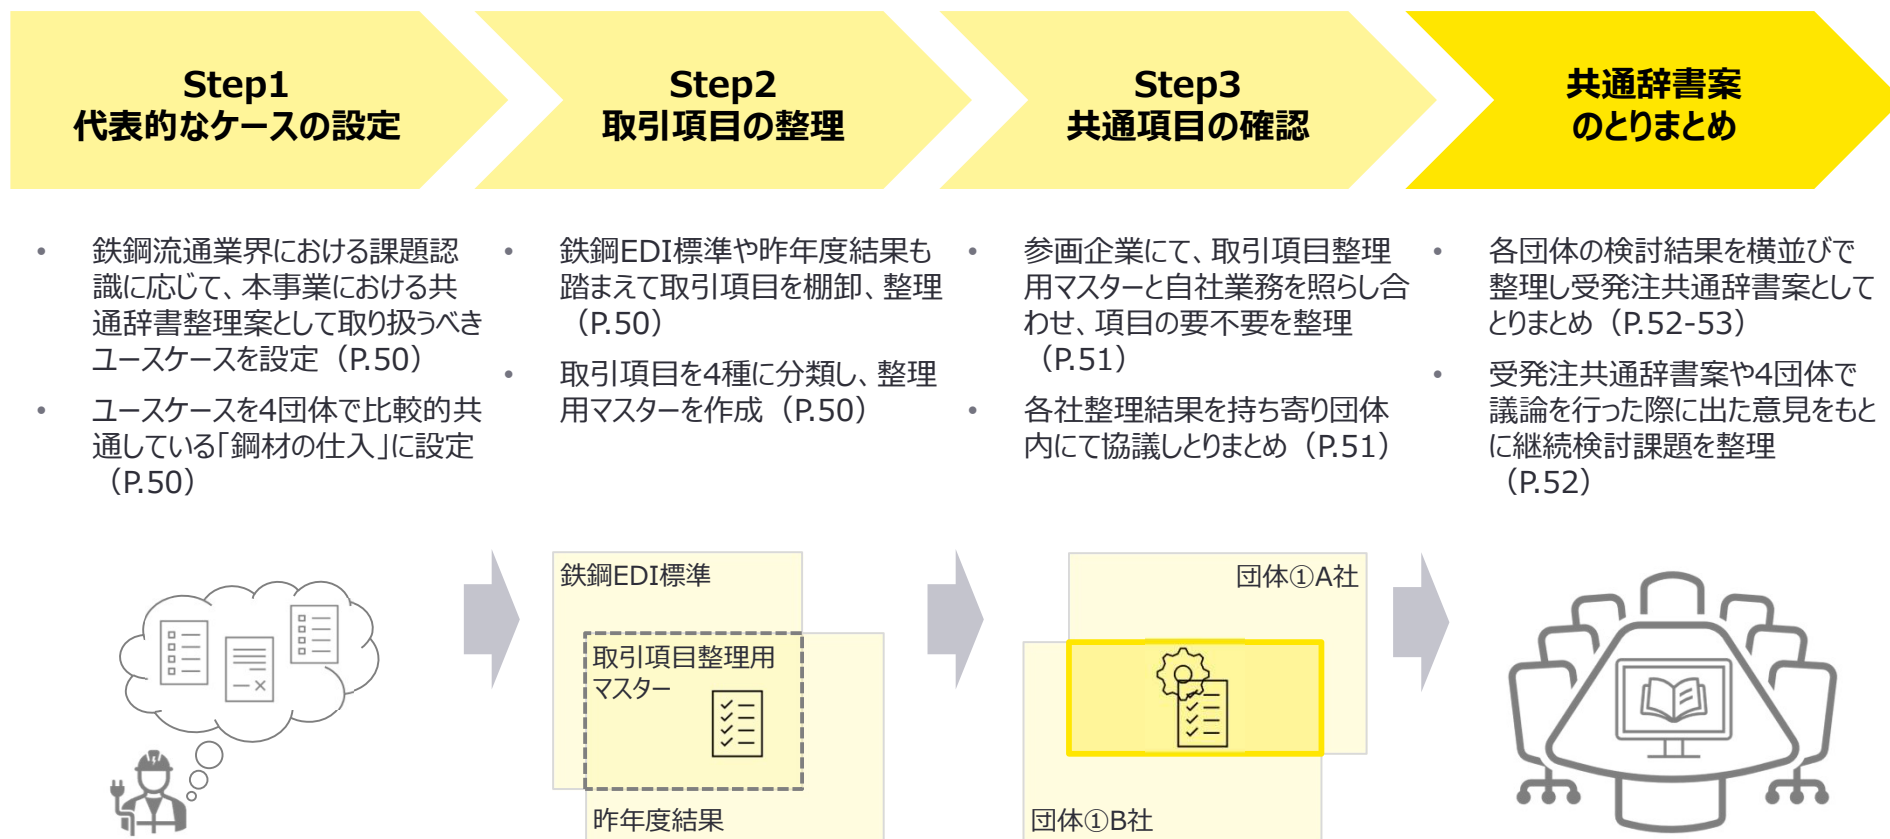 Step1
代表的なケースの設定
Step2
取引項目の整理
Step3
共通項目の確認
共通辞書案
のとりまとめ
• 鉄鋼流通業界における課題認
識に応じて、本事業における共
通辞書整理案として取り扱うべき
ユースケースを設定（P.50）
• ユースケースを4団体で比較的共
通している「鋼材の仕入」に設定
（P.50）
• 鉄鋼EDI標準や昨年度結果も
踏まえて取引項目を棚卸、整理
（P.50）
• 取引項目を4種に分類し、整理
用マスターを作成（P.50）
• 参画企業にて、取引項目整理
用マスターと自社業務を照らし合
わせ、項目の要不要を整理
（P.51）
• 各社整理結果を持ち寄り団体
内にて協議しとりまとめ（P.51）
• 各団体の検討結果を横並びで
整理し受発注共通辞書案として
とりまとめ（P.52-53）
• 受発注共通辞書案や4団体で
議論を行った際に出た意見をもと
に継続検討課題を整理
（P.52）
鉄鋼EDI標準
取引項目整理用
マスター
昨年度結果
団体①A社
団体①B社